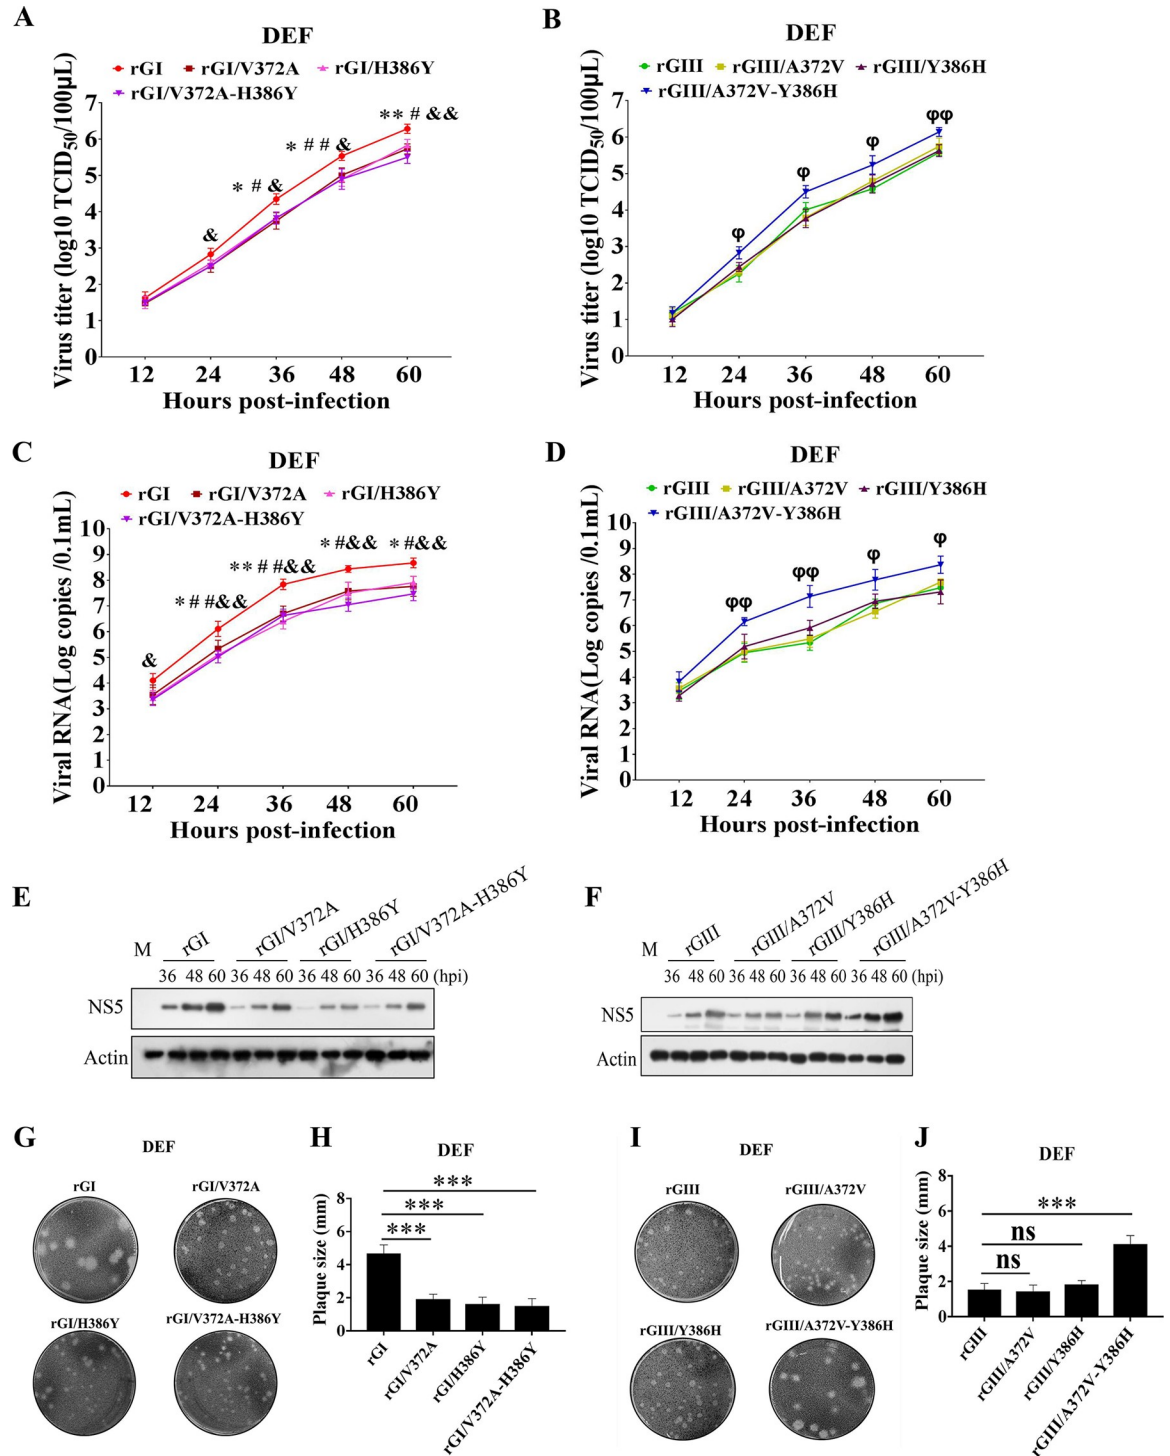 A
DEF
rGI rGI/V372A rGI/H386Y
rGI/V372A-H386Y
Virus titer (log10 TCID50/100μL)
7
6
5
4
3
2
1
0
& * # & * # # & ** # &&
12 24 36 48 60
Hours post-infection
B
DEF
rGIII rGIII/A372V rGIII/Y386H
rGIII/A372V-Y386H
Virus titer (log10 TCID50/100μL)
7
6
5
4
3
2
1
0
φ φ φ φφ
12 24 36 48 60
Hours post-infection
C
DEF
rGI rGI/V372A rGI/H386Y
rGI/V372A-H386Y
Viral RNA(Log copies /0.1mL)
10
9
8
7
6
5
4
3
2
1
0
& * # #&& ** # #&& * #&& * #&&
12 24 36 48 60
Hours post-infection
D
DEF
rGIII rGIII/A372V rGIII/Y386H
rGIII/A372V-Y386H
Viral RNA(Log copies /0.1mL)
10
9
8
7
6
5
4
3
2
1
0
φφ φφ φ φ
12 24 36 48 60
Hours post-infection
E
M rGI rGI/V372A rGI/H386Y rGI/V372A-H386Y
36 48 60 36 48 60 36 48 60 36 48 60 (hpi)
NS5
Actin
F
M rGIII rGIII/A372V rGIII/Y386H rGIII/A372V-Y386H
36 48 60 36 48 60 36 48 60 36 48 60 (hpi)
NS5
Actin
G
DEF
rGI rGI/V372A
rGI/H386Y rGI/V372A-H386Y
H
DEF
Plaque size (mm)
8
6
4
2
0
***
***
***
rGI rGI/V372A rGI/H386Y rGI/V372A-H386Y
I
DEF
rGIII rGIII/A372V
rGIII/Y386H rGIII/A372V-Y386H
J
DEF
Plaque size (mm)
8
6
4
2
0
***
ns
ns
rGIII rGIII/A372V rGIII/Y386H rGIII/A372V-Y386H